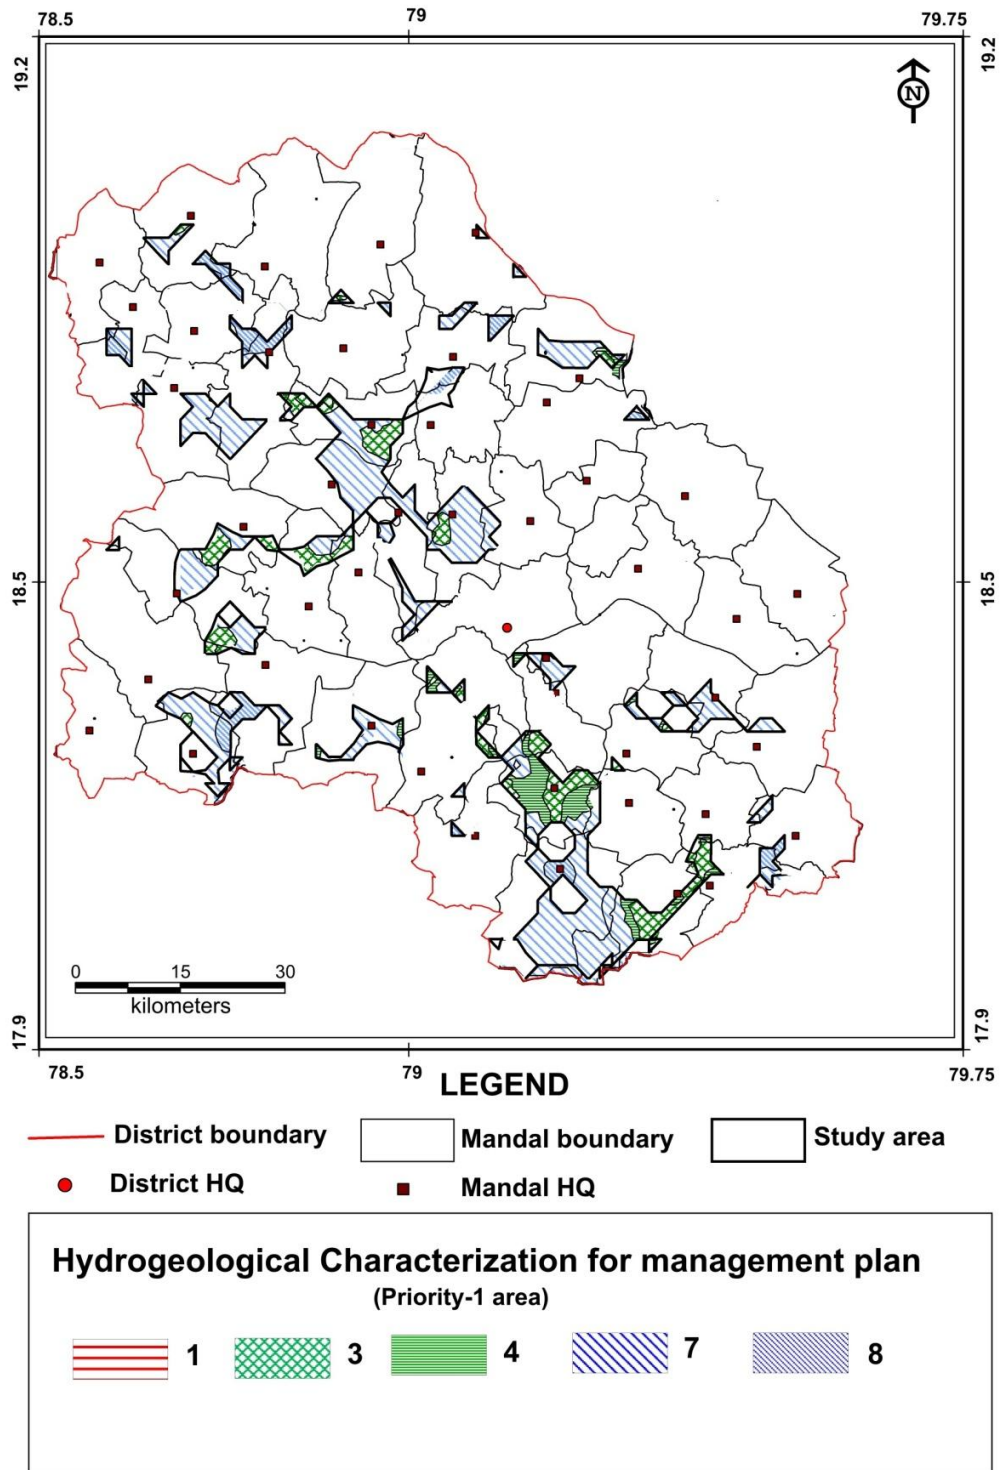 78.5 79 79.75
19.2 19.2
N
18.5 18.5
0 15 30
kilometers
17.9 17.9
78.5 79 79.75
LEGEND
District boundary Mandal boundary Study area
District HQ Mandal HQ
Hydrogeological Characterization for management plan
(Priority-1 area)
1 3 4 7 8